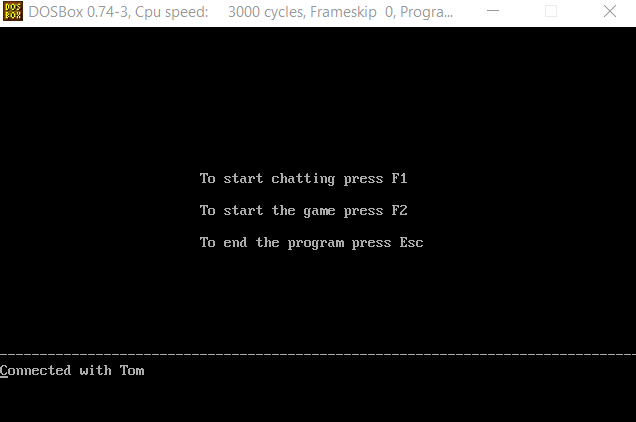 DOS
BOX
DOSBox 0.74-3, Cpu speed: 3000 cycles, Frameskip 0, Progra...
To start chatting press F1
To start the game press F2
To end the program press Esc
Connected with Tom